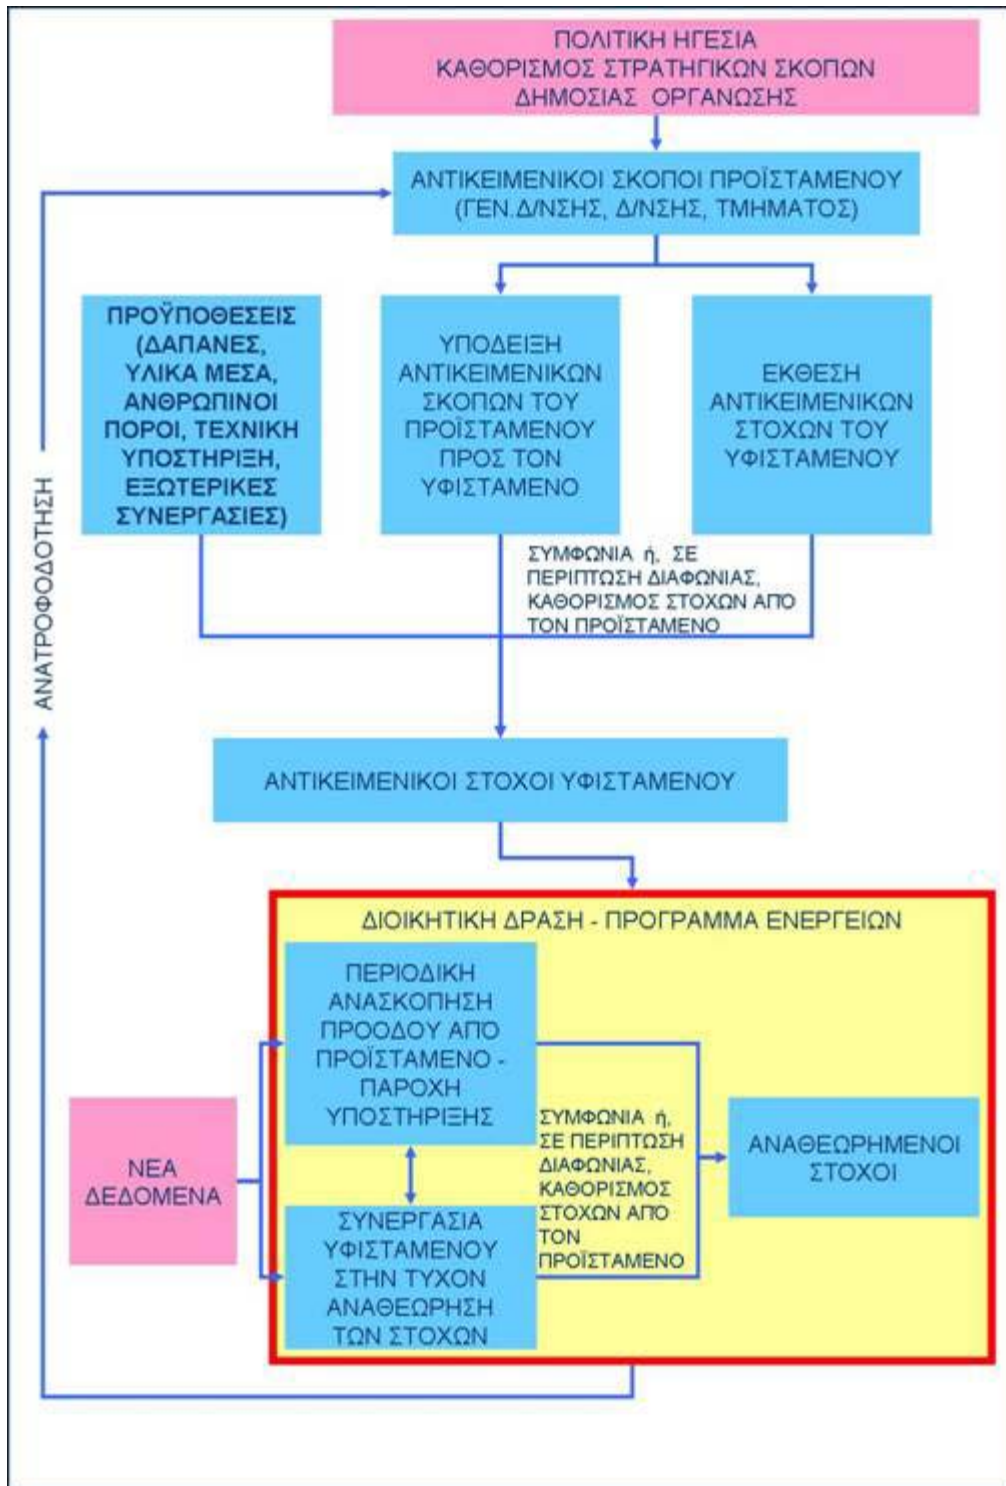 ΠΟΛΙΤΙΚΗ ΗΓΕΣΙΑ
ΚΑΘΟΡΙΣΜΟΣ ΣΤΡΑΤΗΓΙΚΩΝ ΣΚΟΠΩΝ
ΔΗΜΟΣΙΑΣ ΟΡΓΑΝΩΣΗΣ
ΑΝΤΙΚΕΙΜΕΝΙΚΟΙ ΣΚΟΠΟΙ ΠΡΟΪΣΤΑΜΕΝΟΥ
(ΓΕΝ.Δ/ΝΣΗΣ, Δ/ΝΣΗΣ, ΤΜΗΜΑΤΟΣ)
ΠΡΟΫΠΟΘΕΣΕΙΣ
(ΔΑΠΑΝΕΣ,
ΥΛΙΚΑ ΜΕΣΑ,
ΑΝΘΡΩΠΙΝΟΙ
ΠΟΡΟΙ, ΤΕΧΝΙΚΗ
ΥΠΟΣΤΗΡΙΞΗ,
ΕΞΩΤΕΡΙΚΕΣ
ΣΥΝΕΡΓΑΣΙΕΣ)
ΥΠΟΔΕΙΞΗ
ΑΝΤΙΚΕΙΜΕΝΙΚΩΝ
ΣΚΟΠΩΝ ΤΟΥ
ΠΡΟΪΣΤΑΜΕΝΟΥ
ΠΡΟΣ ΤΟΝ
ΥΦΙΣΤΑΜΕΝΟ
ΕΚΘΕΣΗ
ΑΝΤΙΚΕΙΜΕΝΙΚΩΝ
ΣΤΟΧΩΝ ΤΟΥ
ΥΦΙΣΤΑΜΕΝΟΥ
ΣΥΜΦΩΝΙΑ ή, ΣΕ
ΠΕΡΙΠΤΩΣΗ ΔΙΑΦΩΝΙΑΣ,
ΚΑΘΟΡΙΣΜΟΣ ΣΤΟΧΩΝ ΑΠΌ
ΤΟΝ ΠΡΟΪΣΤΑΜΕΝΟ
ΑΝΑΤΡΟΦΟΔΟΤΗΣΗ
ΑΝΤΙΚΕΙΜΕΝΙΚΟΙ ΣΤΟΧΟΙ ΥΦΙΣΤΑΜΕΝΟΥ
ΔΙΟΙΚΗΤΙΚΗ ΔΡΑΣΗ - ΠΡΟΓΡΑΜΜΑ ΕΝΕΡΓΕΙΩΝ
ΠΕΡΙΟΔΙΚΗ
ΑΝΑΣΚΟΠΗΣΗ
ΠΡΟΟΔΟΥ ΑΠΌ
ΠΡΟΪΣΤΑΜΕΝΟ -
ΠΑΡΟΧΗ
ΥΠΟΣΤΗΡΙΞΗΣ
ΝΕΑ
ΔΕΔΟΜΕΝΑ
ΣΥΝΕΡΓΑΣΙΑ
ΥΦΙΣΤΑΜΕΝΟΥ
ΣΤΗΝ ΤΥΧΟΝ
ΑΝΑΘΕΩΡΗΣΗ
ΤΩΝ ΣΤΟΧΩΝ
ΣΥΜΦΩΝΙΑ ή,
ΣΕ ΠΕΡΙΠΤΩΣΗ
ΔΙΑΦΩΝΙΑΣ,
ΚΑΘΟΡΙΣΜΟΣ
ΣΤΟΧΩΝ ΑΠΌ
ΤΟΝ
ΠΡΟΪΣΤΑΜΕΝΟ
ΑΝΑΘΕΩΡΗΜΕΝΟΙ
ΣΤΟΧΟΙ